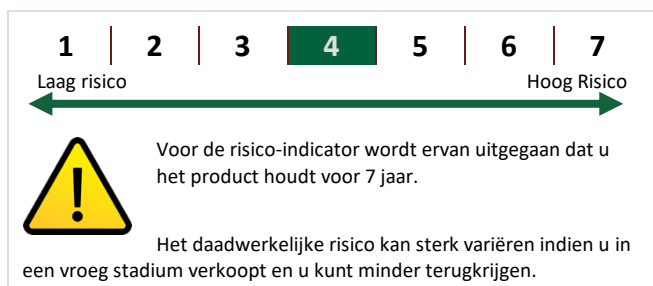 1 2 3 4 5 6 7
Laag risico Hoog Risico
Voor de risico-indicator wordt ervan uitgegaan dat u
het product houdt voor 7 jaar.
Het daadwerkelijke risico kan sterk variëren indien u in
een vroeg stadium verkoopt en u kunt minder terugkrijgen.